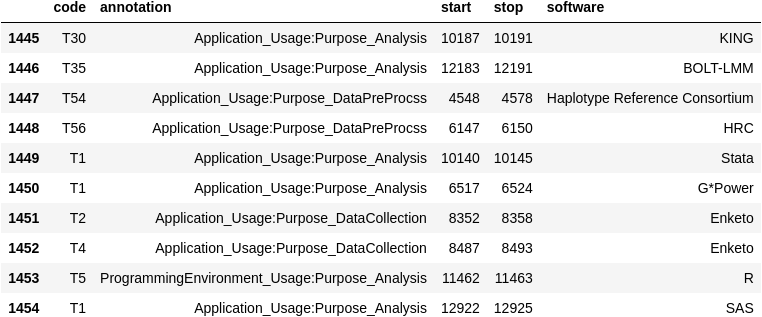 code annotation start stop software
1445 T30 Application_Usage:Purpose_Analysis 10187 10191 KING
1446 T35 Application_Usage:Purpose_Analysis 12183 12191 BOLT-LMM
1447 T54 Application_Usage:Purpose_DataPreProcss 4548 4578 Haplotype Reference Consortium
1448 T56 Application_Usage:Purpose_DataPreProcss 6147 6150 HRC
1449 T1 Application_Usage:Purpose_Analysis 10140 10145 Stata
1450 T1 Application_Usage:Purpose_Analysis 6517 6524 G*Power
1451 T2 Application_Usage:Purpose_DataCollection 8352 8358 Enketo
1452 T4 Application_Usage:Purpose_DataCollection 8487 8493 Enketo
1453 T5 ProgrammingEnvironment_Usage:Purpose_Analysis 11462 11463 R
1454 T1 Application_Usage:Purpose_Analysis 12922 12925 SAS